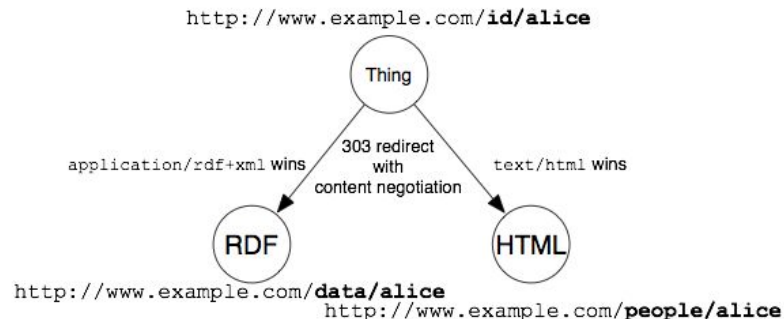 http://www.example.com/id/alice
Thing
303 redirect
with
content negotiation
application/rdf+xml wins
text/html wins
RDF
HTML
http://www.example.com/data/alice
http://www.example.com/people/alice